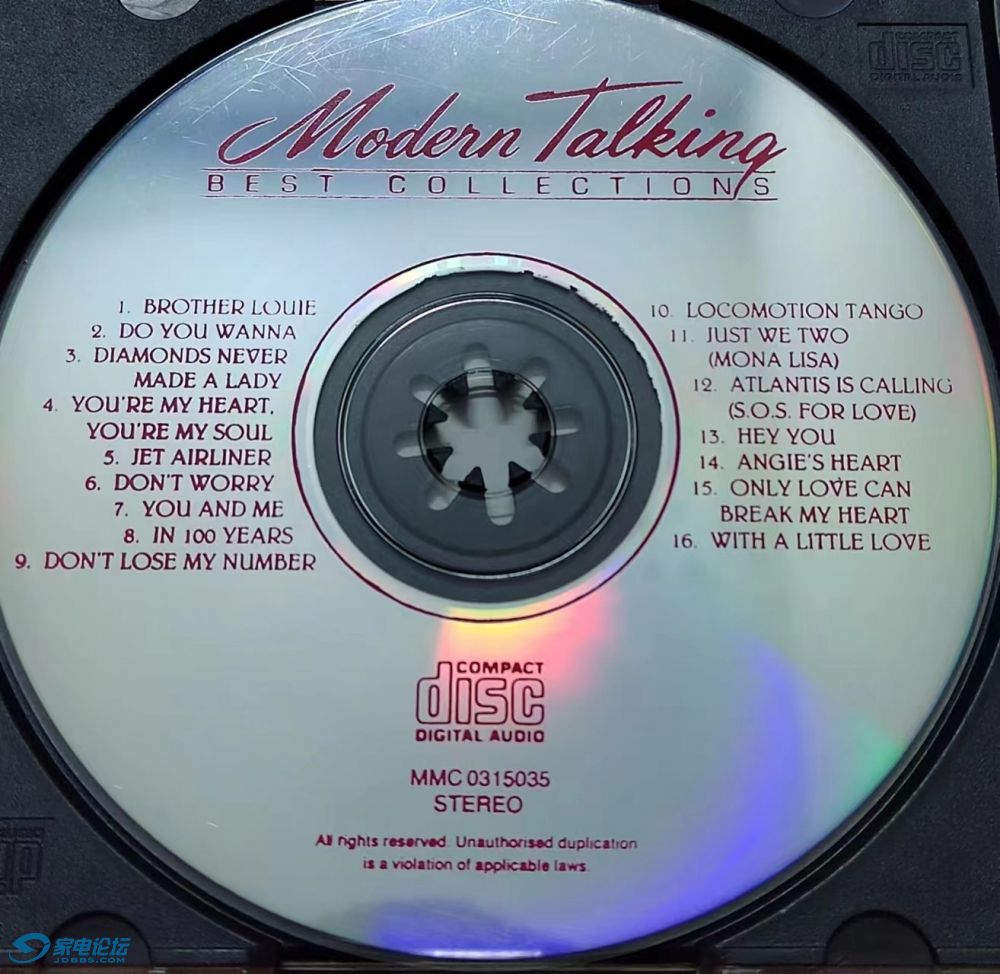 COMPACT
disc
DIGITAL AUDIO
Modern Talking
BEST COLLECTIONS
1. BROTHER LOUIE
2. DO YOU WANNA
3. DIAMONDS NEVER
MADE A LADY
4. YOU'RE MY HEART,
YOU'RE MY SOUL
5. JET AIRLINER
6. DON'T WORRY
7. YOU AND ME
8. IN 100 YEARS
9. DON'T LOSE MY NUMBER
10. LOCOMOTION TANGO
11. JUST WE TWO
(MONA LISA)
12. ATLANTIS IS CALLING
(S.O.S. FOR LOVE)
13. HEY YOU
14. ANGIE'S HEART
15. ONLY LOVE CAN
BREAK MY HEART
16. WITH A LITTLE LOVE
COMPACT
disc
DIGITAL AUDIO
MMC 0315035
STEREO
All rights reserved. Unauthorised duplication
is a violation of applicable laws.
家电论坛
JDBBS.COM